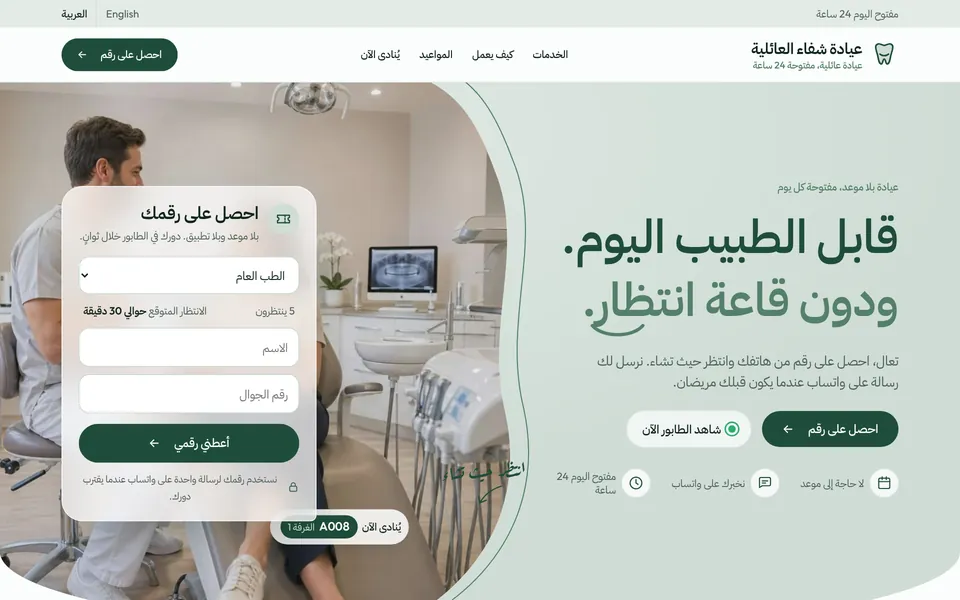 مفتوح اليوم 24 ساعة
English
العربية
عيادة شفاء العائلية
عيادة عائلية، مفتوحة 24 ساعة
الخدمات
كيف يعمل
المواعيد
يُنادى الآن
احصل على رقم
عيادة بلا موعد، مفتوحة كل يوم
قابل الطبيب اليوم.
ودون قاعة انتظار.
تعال، احصل على رقم من هاتفك وانتظر حيث تشاء. نرسل لك
رسالة على واتساب عندما يكون قبلك مريضان.
احصل على رقم
شاهد الطابور الآن
لا حاجة إلى موعد
نخبرك على واتساب
مفتوح اليوم 24
ساعة
انتظر حيث تشاء
احصل على رقمك
بلا موعد وبلا تطبيق. دورك في الطابور خلال ثوانٍ.
الطب العام
5 ينتظرون
الانتظار المتوقع حوالي 30 دقيقة
الاسم
رقم الجوال
أعطني رقمي
نستخدم رقمك لرسالة واحدة على واتساب عندما يقترب
دورك.
يُنادى الآن
A008
الغرفة 1